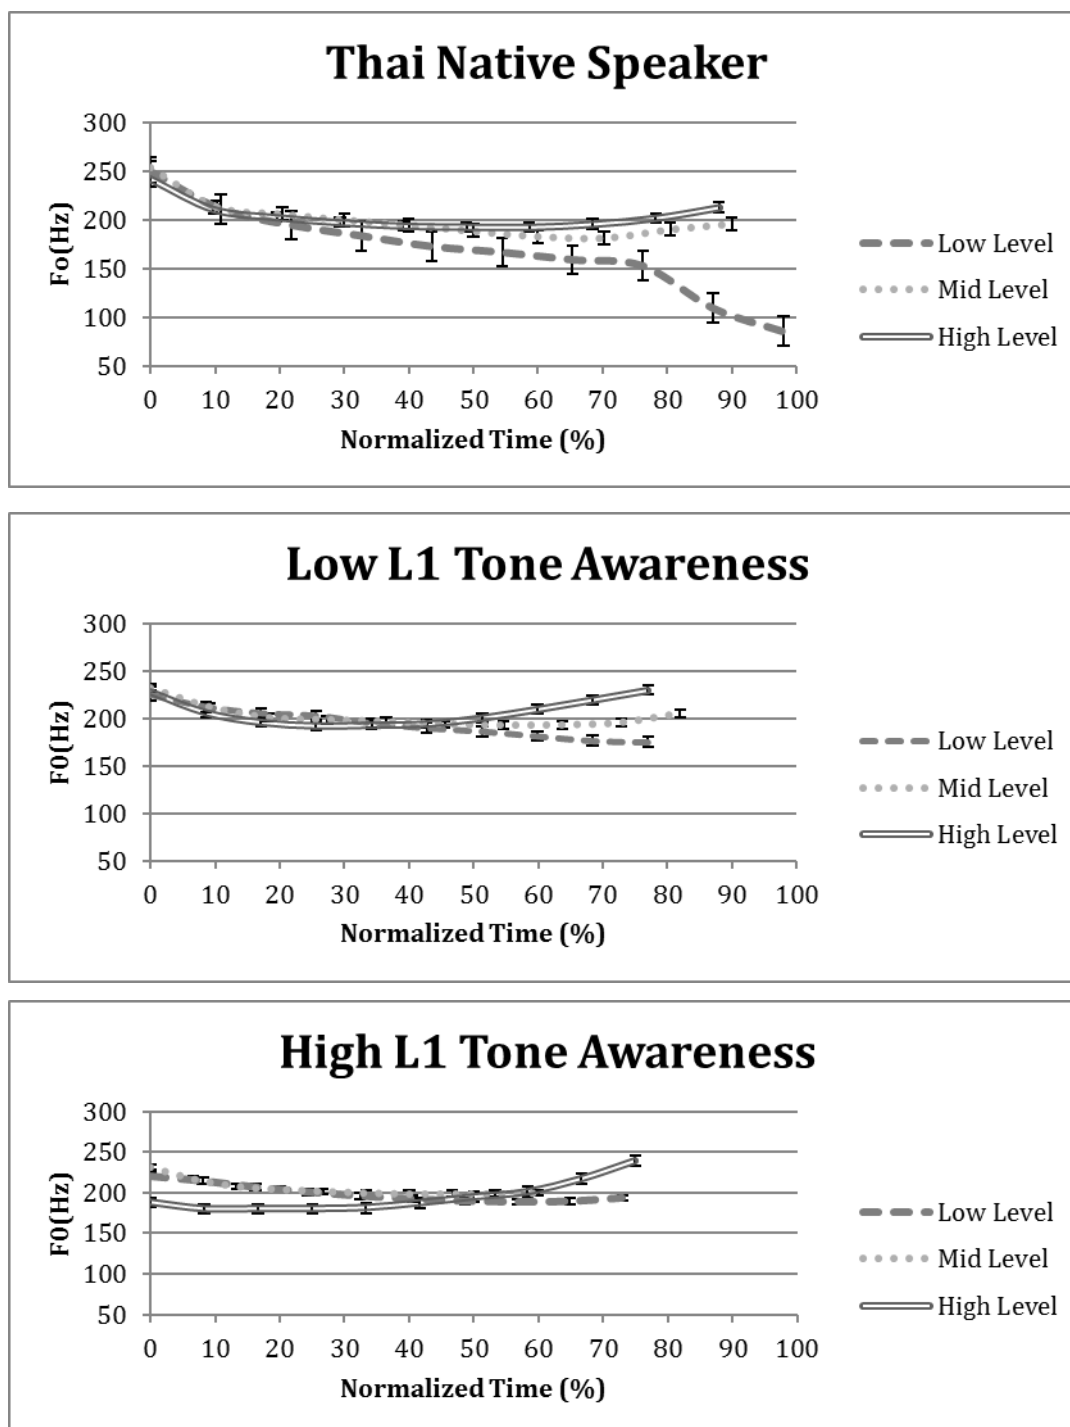 Thai Native Speaker
300
250
200
150
100
50
Fo(Hz)
0 10 20 30 40 50 60 70 80 90 100
Normalized Time (%)
Low Level
Mid Level
High Level
Low L1 Tone Awareness
300
250
200
150
100
50
F0(Hz)
0 10 20 30 40 50 60 70 80 90 100
Normalized Time (%)
Low Level
Mid Level
High Level
High L1 Tone Awareness
300
250
200
150
100
50
F0(Hz)
0 10 20 30 40 50 60 70 80 90 100
Normalized Time (%)
Low Level
Mid Level
High Level